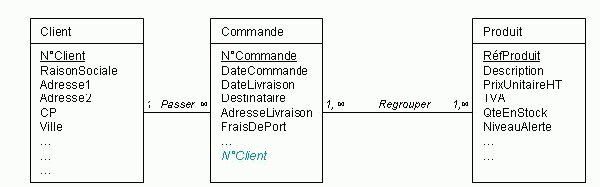 Client
N°Client
RaisonSociale
Adresse1
Adresse2
CP
Ville
...
...
...
1 Passer ∞
Commande
N°Commande
DateCommande
DateLivraison
Destinataire
AdresseLivraison
FraisDePort
...
N°Client
1,∞ Regrouper 1,∞
Produit
RéfProduit
Description
PrixUnitaireHT
TVA
QteEnStock
NiveauAlerte
...
...